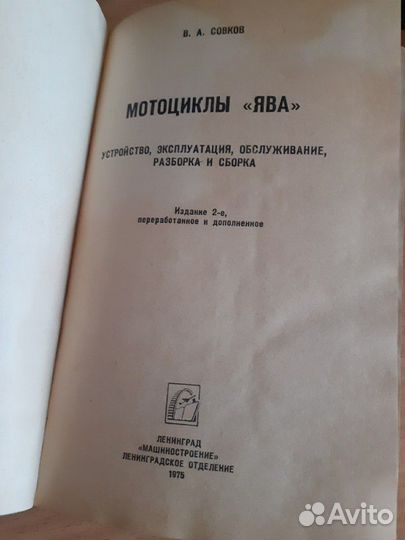 В. А. СОВКОВ
МОТОЦИКЛЫ «ЯВА»
УСТРОЙСТВО, ЭКСПЛУАТАЦИЯ, ОБСЛУЖИВАНИЕ,
РАЗБОРКА И СБОРКА
Издание 2-е,
переработанное и дополненное
ЛЕНИНГРАД
«МАШИНОСТРОЕНИЕ»
ЛЕНИНГРАДСКОЕ ОТДЕЛЕНИЕ
1975
Avito